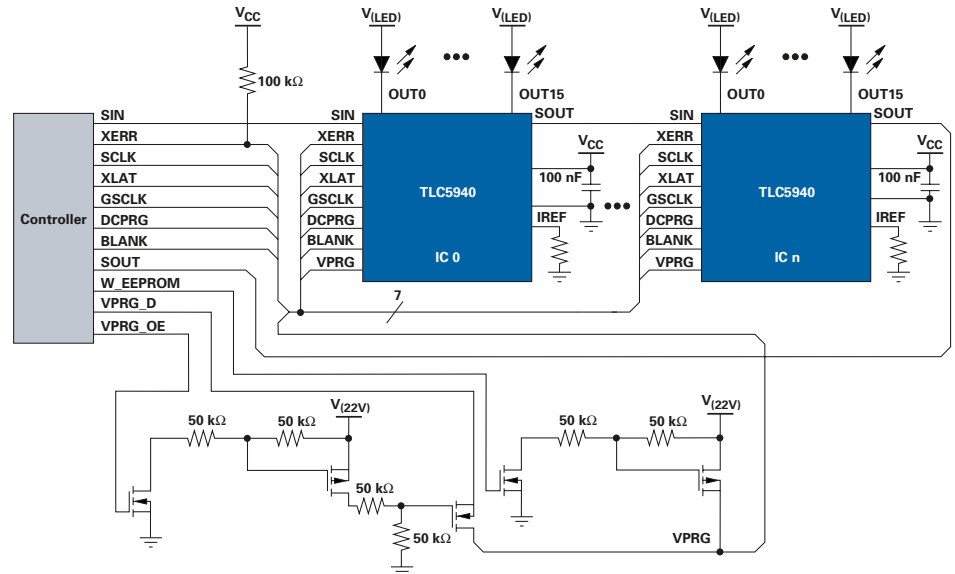 VCC
V(LED)
V(LED)
V(LED)
V(LED)
100 kΩ
OUT0
OUT15
OUT0
OUT15
SIN
SIN
SOUT
SIN
SOUT
XERR
XERR
XERR
SCLK
SCLK
VCC
SCLK
VCC
XLAT
XLAT
TLC5940
100 nF
XLAT
TLC5940
100 nF
GSCLK
GSCLK
GSCLK
Controller
DCPRG
DCPRG
IREF
DCPRG
IREF
BLANK
BLANK
IC 0
BLANK
IC n
SOUT
VPRG
VPRG
W_EEPROM
7
VPRG_D
VPRG_OE
V(22V)
V(22V)
50 kΩ
50 kΩ
50 kΩ
50 kΩ
50 kΩ
50 kΩ
VPRG